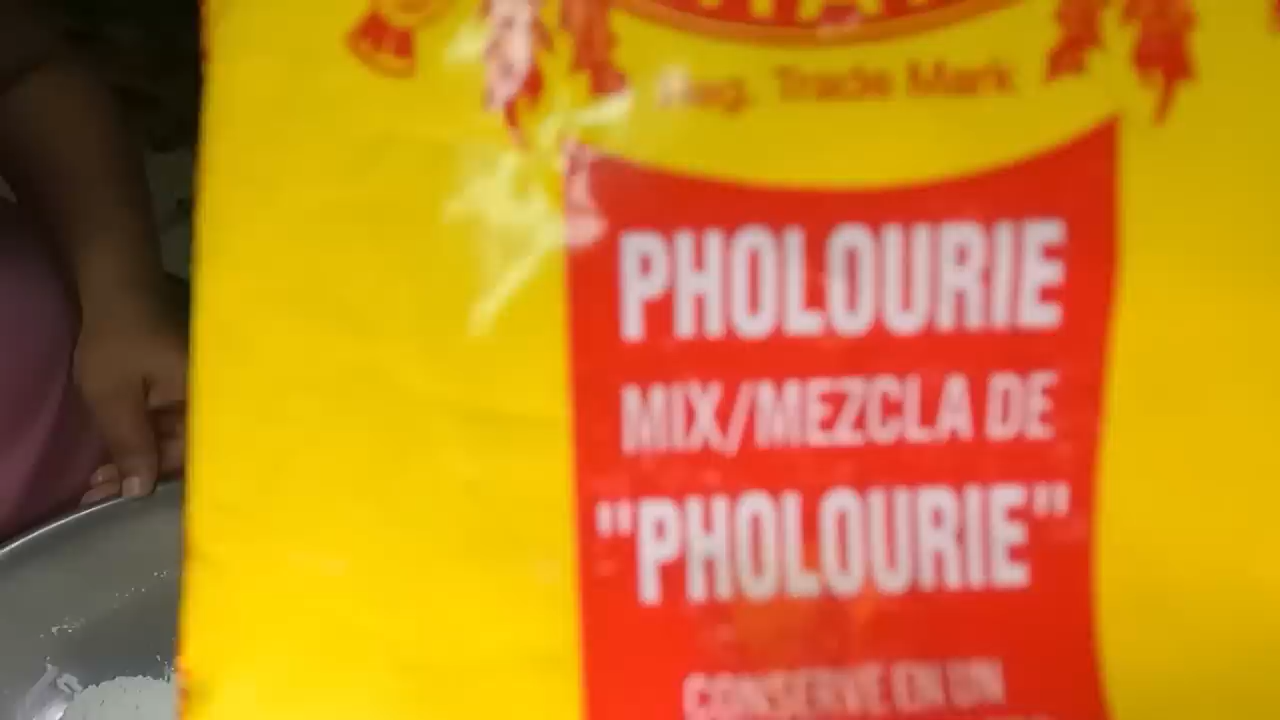 Reg. Trade Mark
PHOLOURIE
MIX/MEZCLA DE
"PHOLOURIE"
CONSERVE EN UN